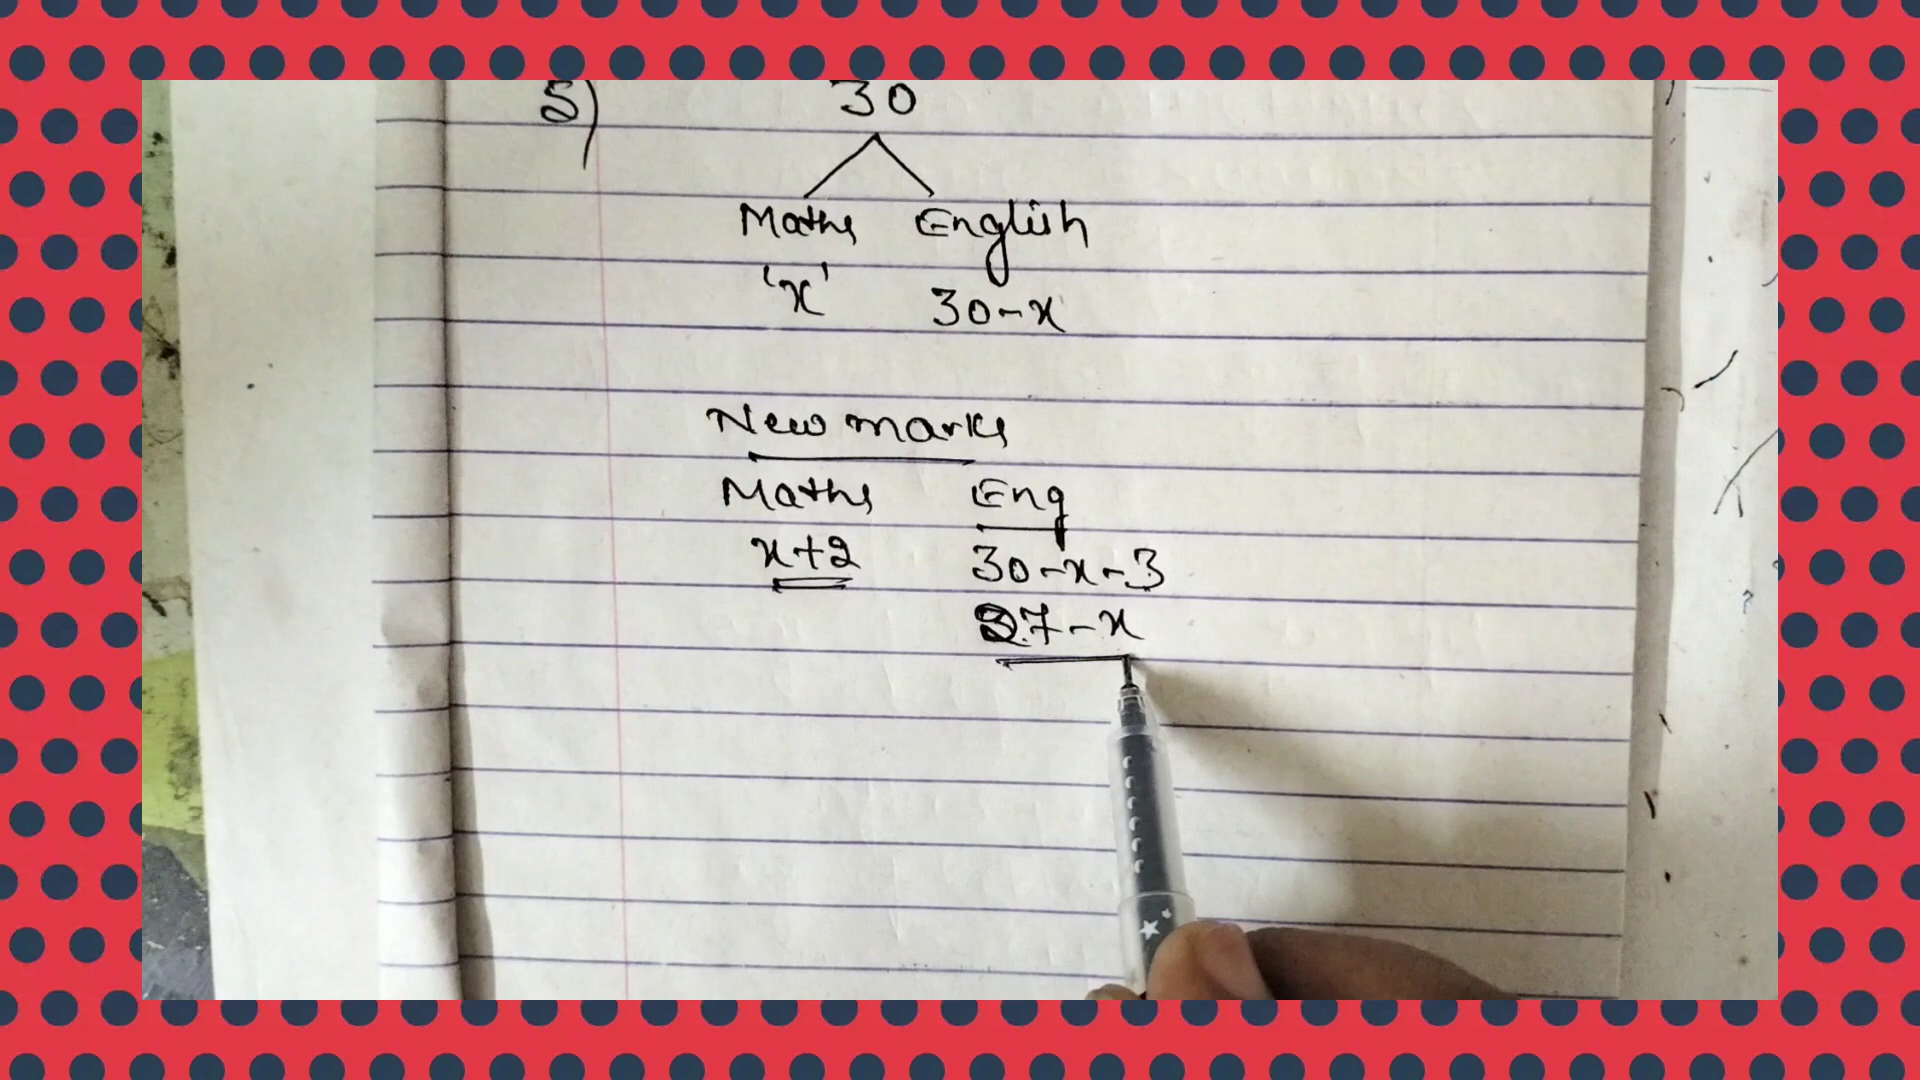 5) 30
Maths English
'x' 30-x
New marks
Maths Eng
x+2 30-x-3
27-x